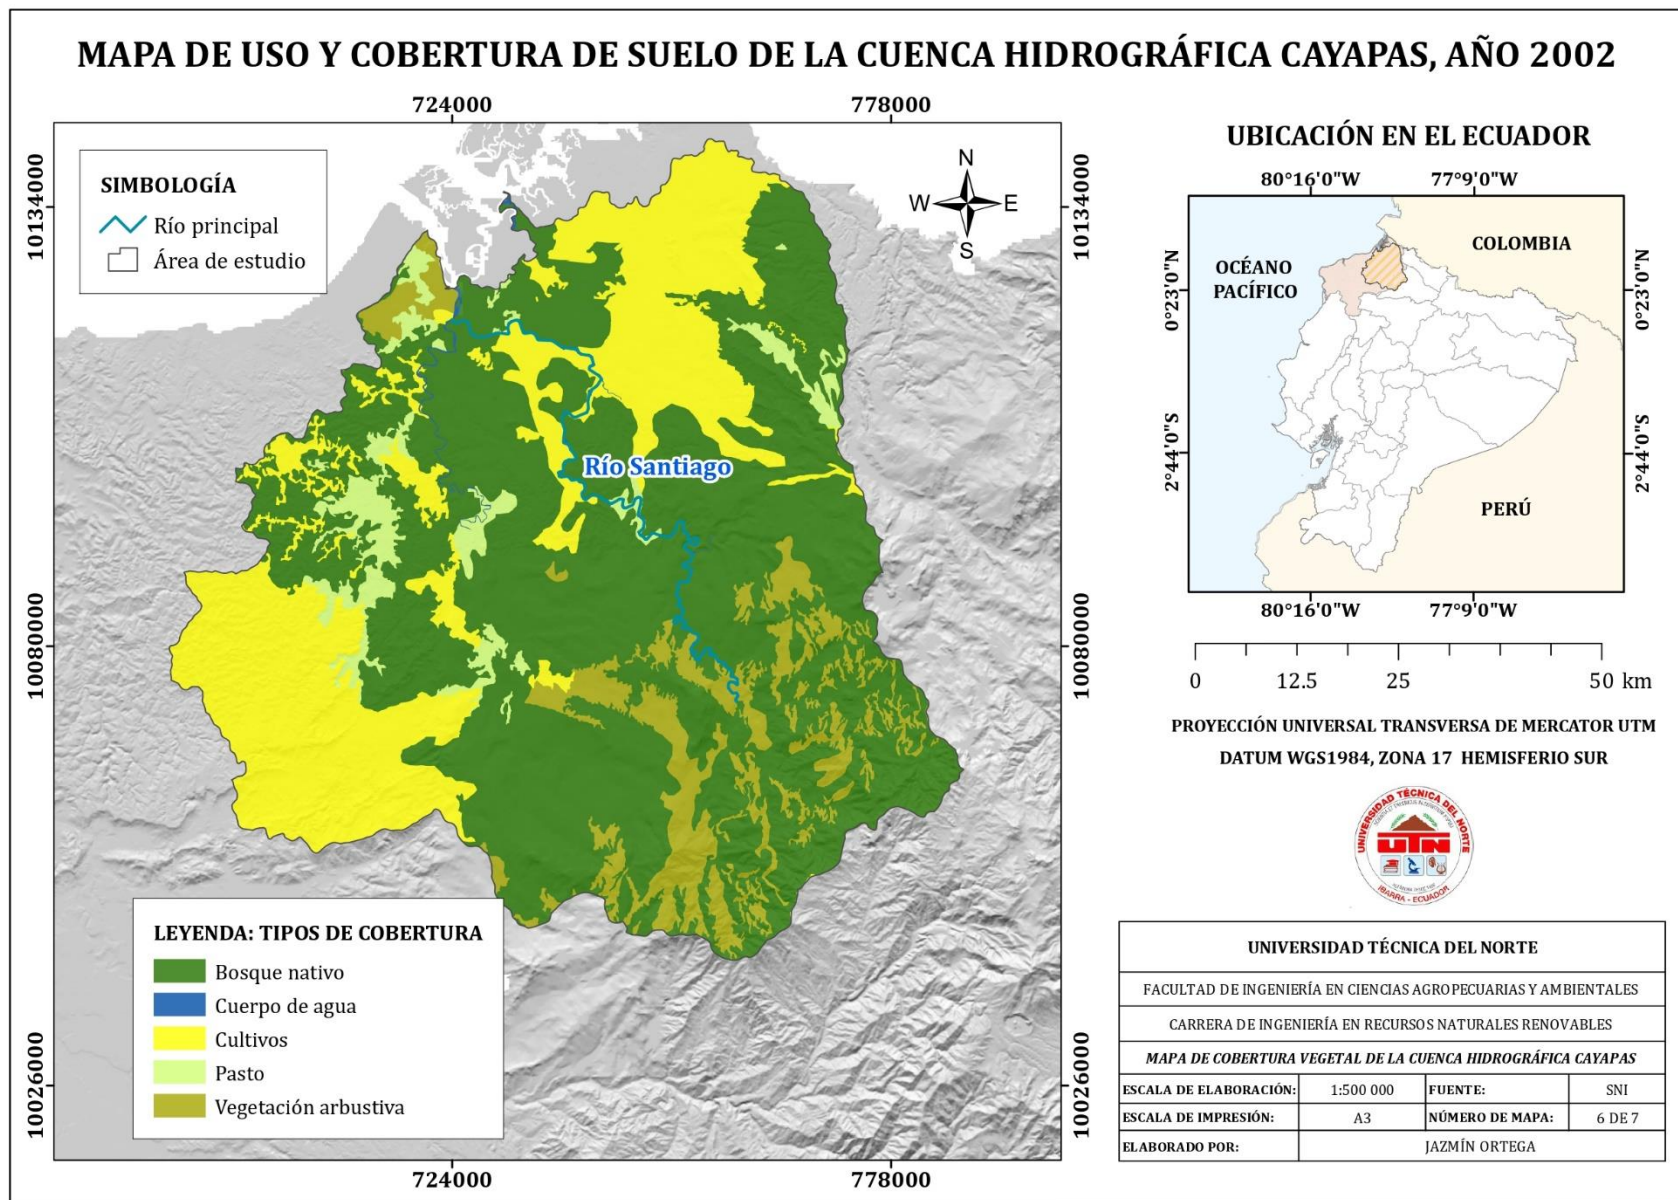 MAPA DE USO Y COBERTURA DE SUELO DE LA CUENCA HIDROGRÁFICA CAYAPAS, AÑO 2002
724000
778000
10134000
10134000
10080000
10080000
10026000
10026000
724000
778000
SIMBOLOGÍA
Río principal
Área de estudio
N
W
E
S
Río Santiago
LEYENDA: TIPOS DE COBERTURA
Bosque nativo
Cuerpo de agua
Cultivos
Pasto
Vegetación arbustiva
UBICACIÓN EN EL ECUADOR
80°16'0"W
77°9'0"W
0°23'0"N
0°23'0"N
2°44'0"S
2°44'0"S
COLOMBIA
OCÉANO
PACÍFICO
PERÚ
80°16'0"W
77°9'0"W
0
12.5
25
50 km
PROYECCIÓN UNIVERSAL TRANSVERSA DE MERCATOR UTM
DATUM WGS1984, ZONA 17 HEMISFERIO SUR
UNIVERSIDAD TÉCNICA DEL NORTE
UTN
IBARRA - ECUADOR
UNIVERSIDAD TÉCNICA DEL NORTE
FACULTAD DE INGENIERÍA EN CIENCIAS AGROPECUARIAS Y AMBIENTALES
CARRERA DE INGENIERÍA EN RECURSOS NATURALES RENOVABLES
MAPA DE COBERTURA VEGETAL DE LA CUENCA HIDROGRÁFICA CAYAPAS
ESCALA DE ELABORACIÓN: 1:500 000 FUENTE: SNI
ESCALA DE IMPRESIÓN: A3 NÚMERO DE MAPA: 6 DE 7
ELABORADO POR: JAZMÍN ORTEGA